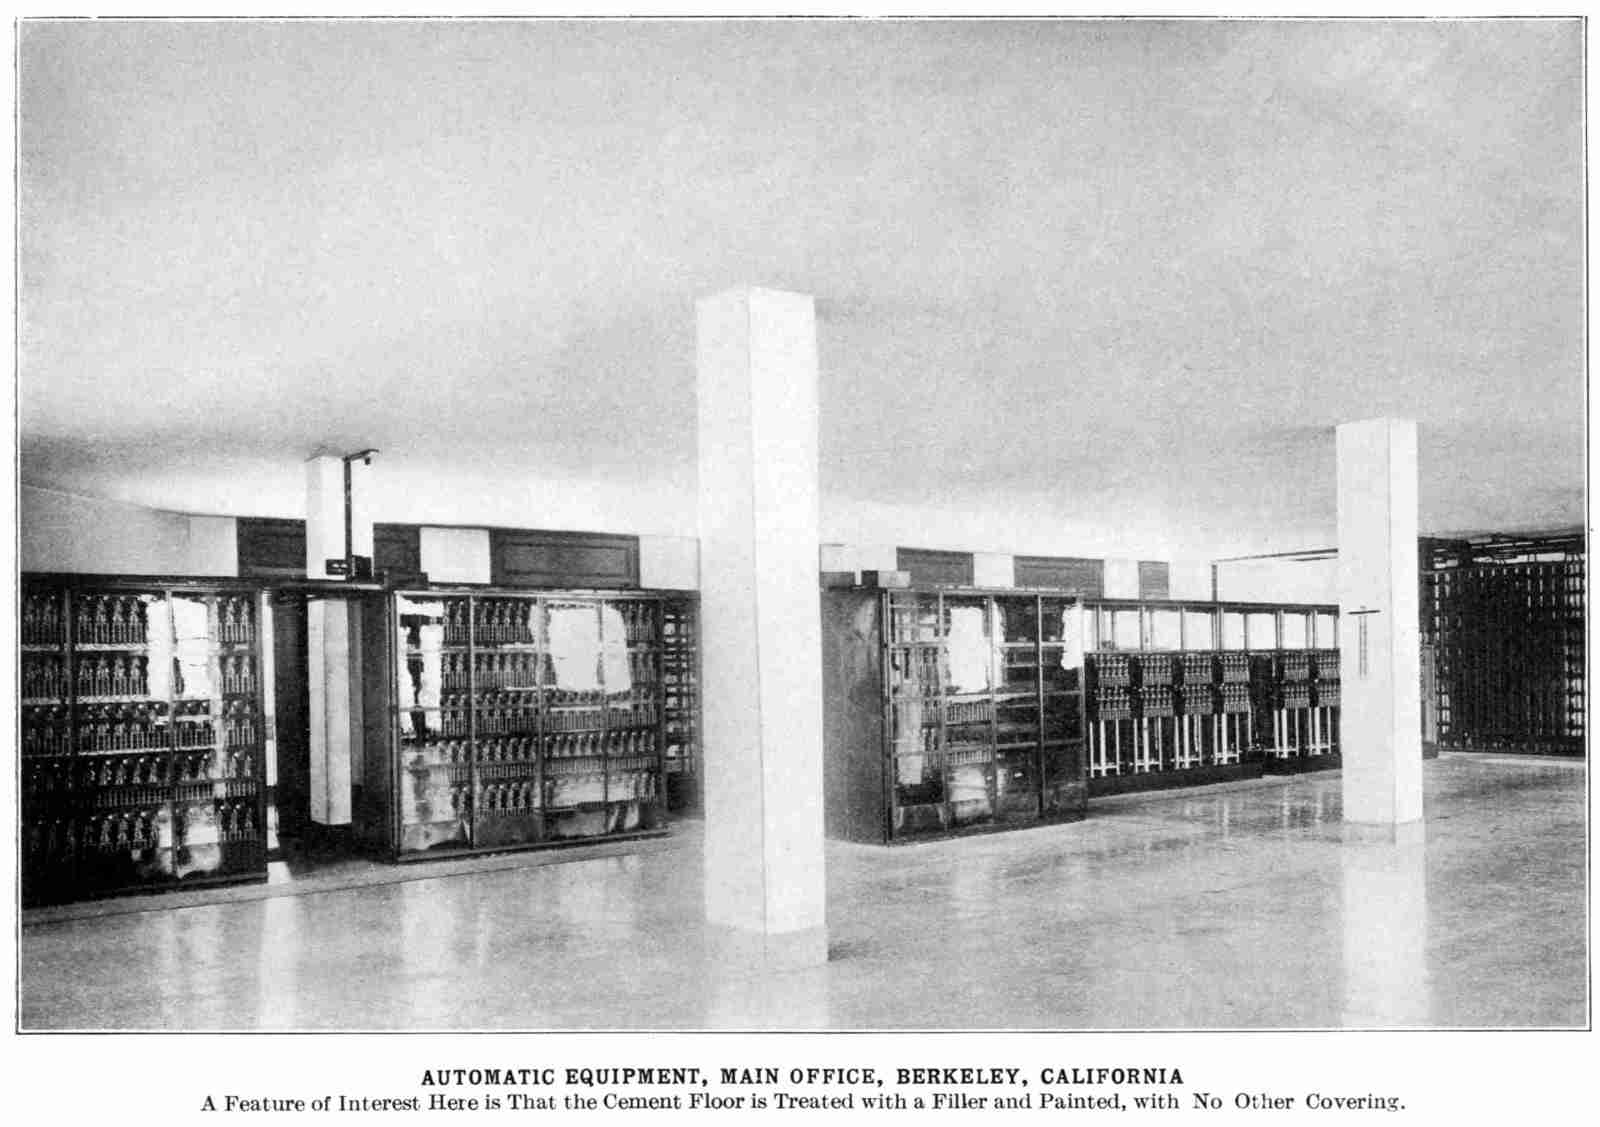 AUTOMATIC EQUIPMENT, MAIN OFFICE, BERKELEY, CALIFORNIA
A Feature of Interest Here is That the Cement Floor is Treated with a Filler and Painted, with No Other Covering.